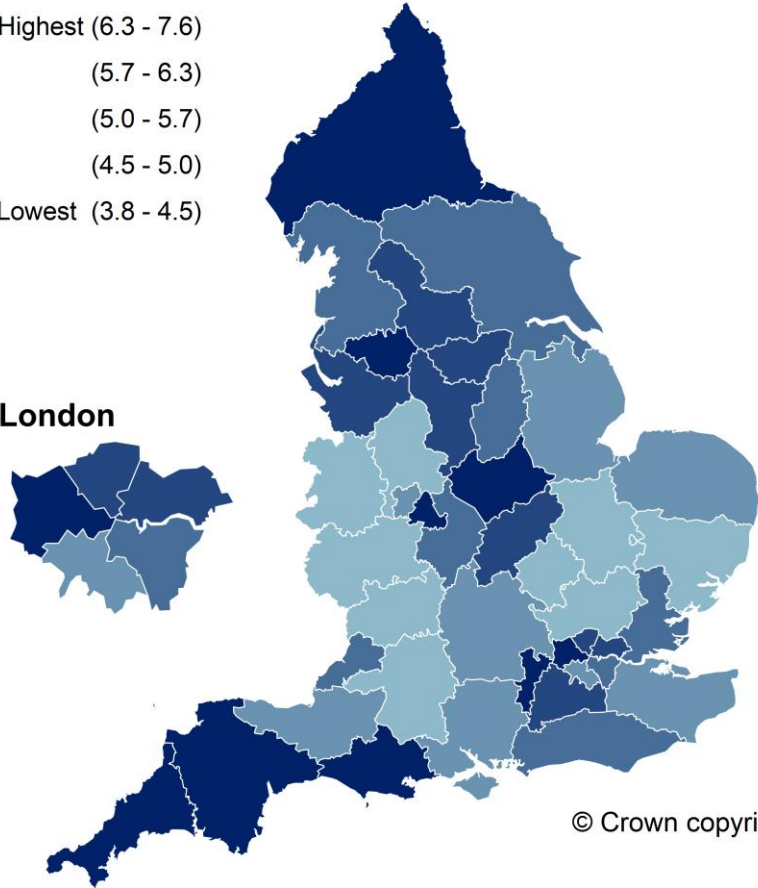 Highest (6.3 - 7.6)
(5.7 - 6.3)
(5.0 - 5.7)
(4.5 - 5.0)
Lowest (3.8 - 4.5)
London
© Crown copyri